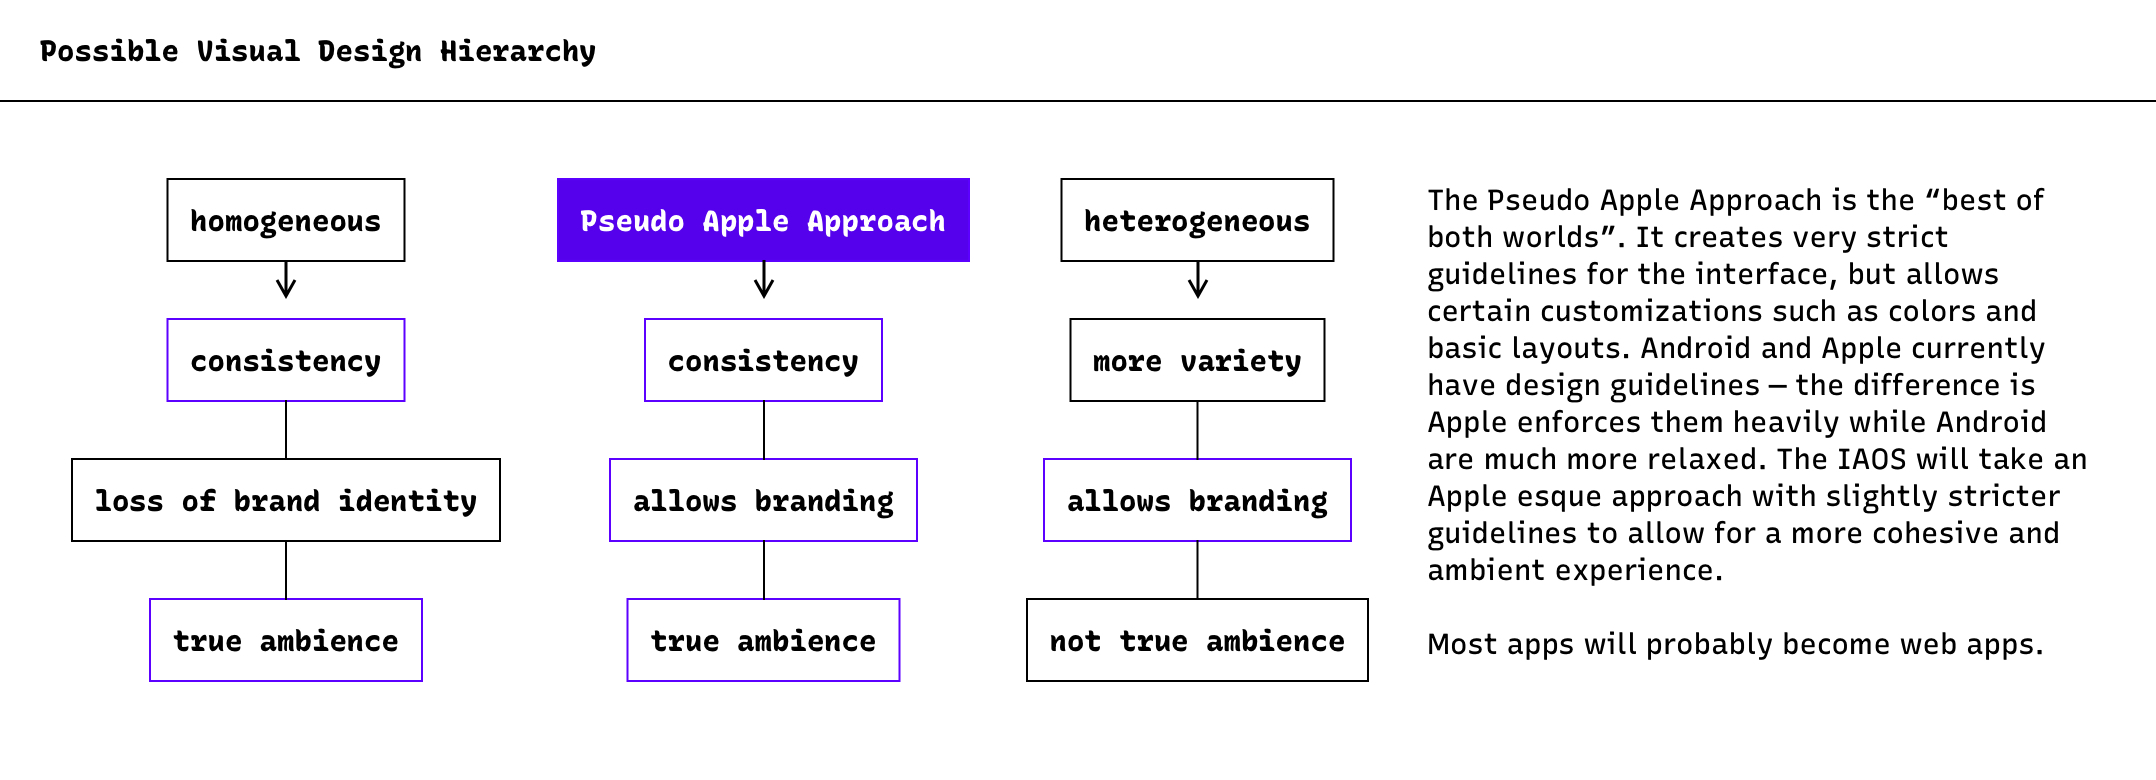 Possible Visual Design Hierarchy
homogeneous
consistency
loss of brand identity
true ambience
Pseudo Apple Approach
consistency
allows branding
true ambience
heterogeneous
more variety
allows branding
not true ambience
The Pseudo Apple Approach is the “best of
both worlds”. It creates very strict
guidelines for the interface, but allows
certain customizations such as colors and
basic layouts. Android and Apple currently
have design guidelines — the difference is
Apple enforces them heavily while Android
are much more relaxed. The IAOS will take an
Apple esque approach with slightly stricter
guidelines to allow for a more cohesive and
ambient experience.
Most apps will probably become web apps.